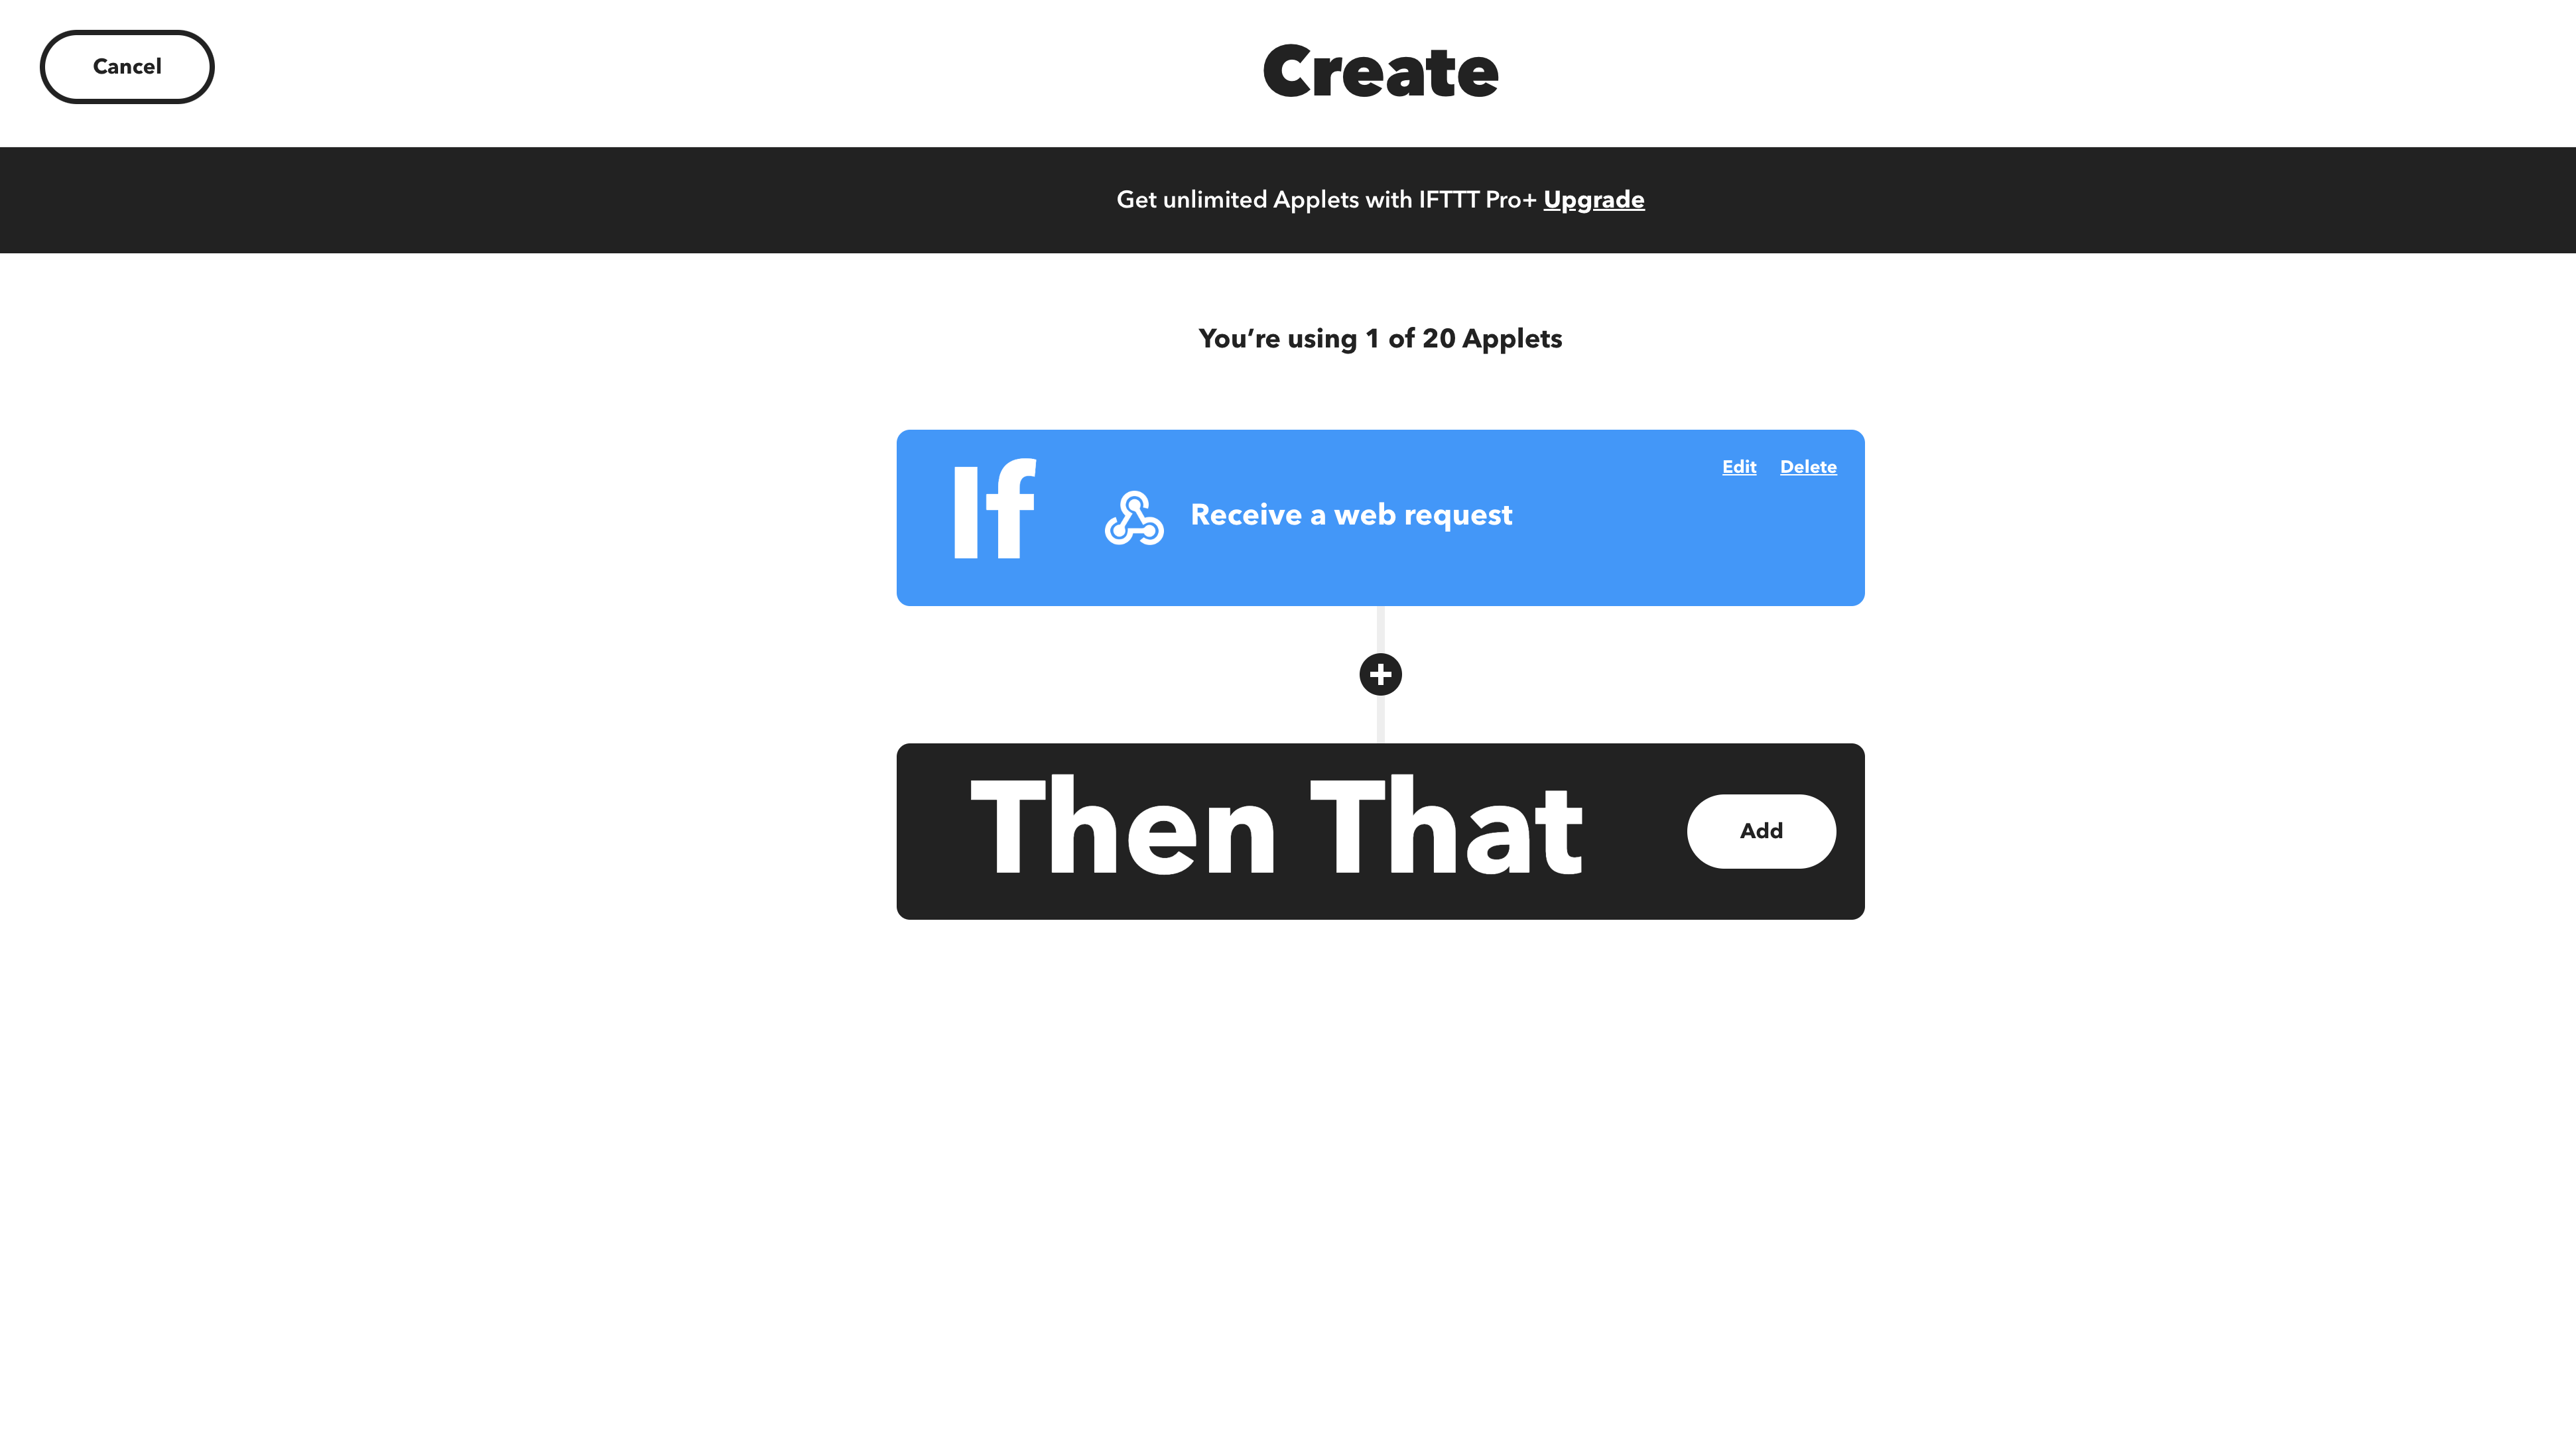 Cancel
Create
Get unlimited Applets with IFTTT Pro+ Upgrade
You’re using 1 of 20 Applets
Edit Delete
If Receive a web request
Then That Add